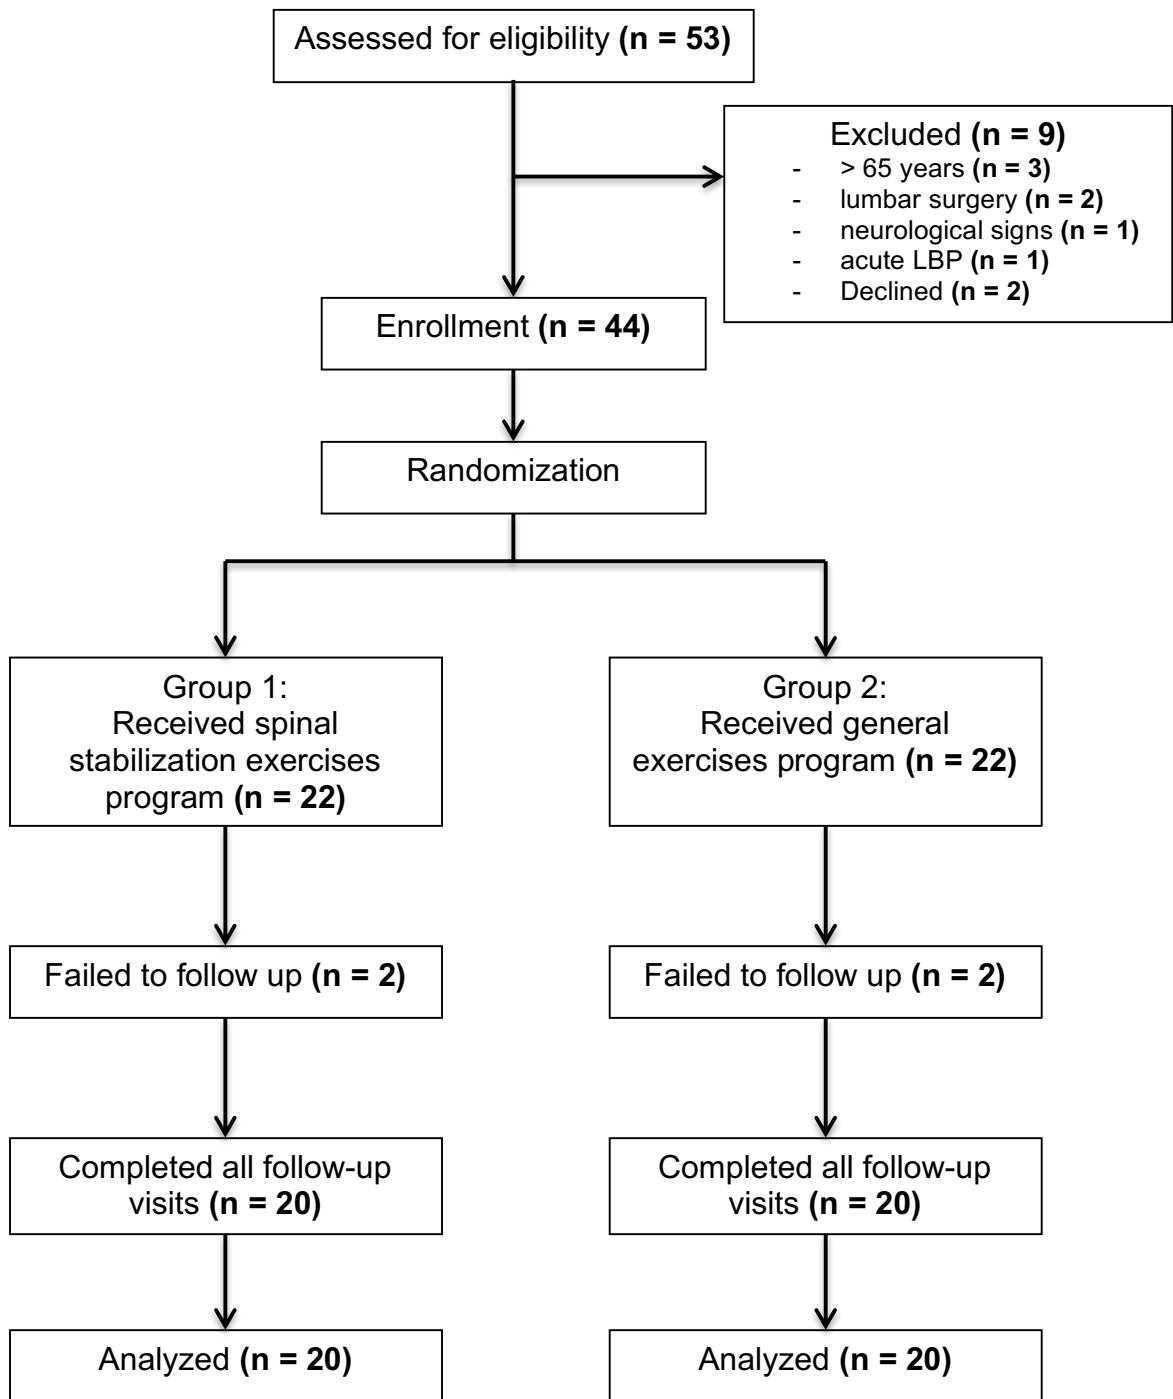 Assessed for eligibility (n = 53)
Excluded (n = 9)
- > 65 years (n = 3)
- lumbar surgery (n = 2)
- neurological signs (n = 1)
- acute LBP (n = 1)
- Declined (n = 2)
Enrollment (n = 44)
Randomization
Group 1:
Received spinal
stabilization exercises
program (n = 22)
Group 2:
Received general
exercises program (n = 22)
Failed to follow up (n = 2)
Failed to follow up (n = 2)
Completed all follow-up
visits (n = 20)
Completed all follow-up
visits (n = 20)
Analyzed (n = 20)
Analyzed (n = 20)